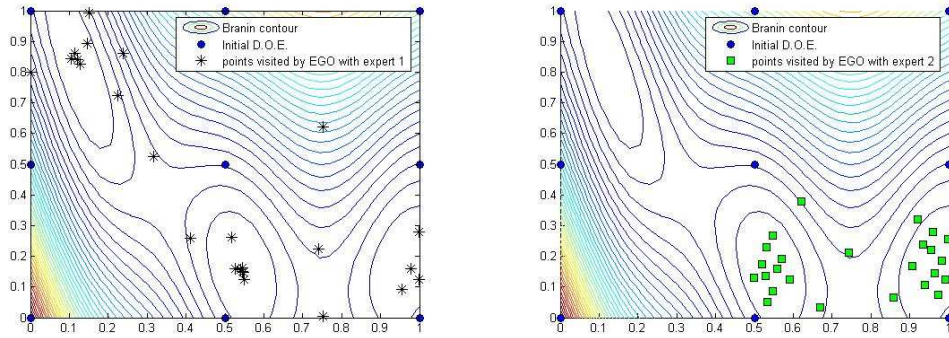 1
0.9
0.8
0.7
0.6
0.5
0.4
0.3
0.2
0.1
0
0 0.1 0.2 0.3 0.4 0.5 0.6 0.7 0.8 0.9 1
Branin contour
Initial D.O.E.
points visited by EGO with expert 1
1
0.9
0.8
0.7
0.6
0.5
0.4
0.3
0.2
0.1
0
0 0.1 0.2 0.3 0.4 0.5 0.6 0.7 0.8 0.9 1
Branin contour
Initial D.O.E.
points visited by EGO with expert 2